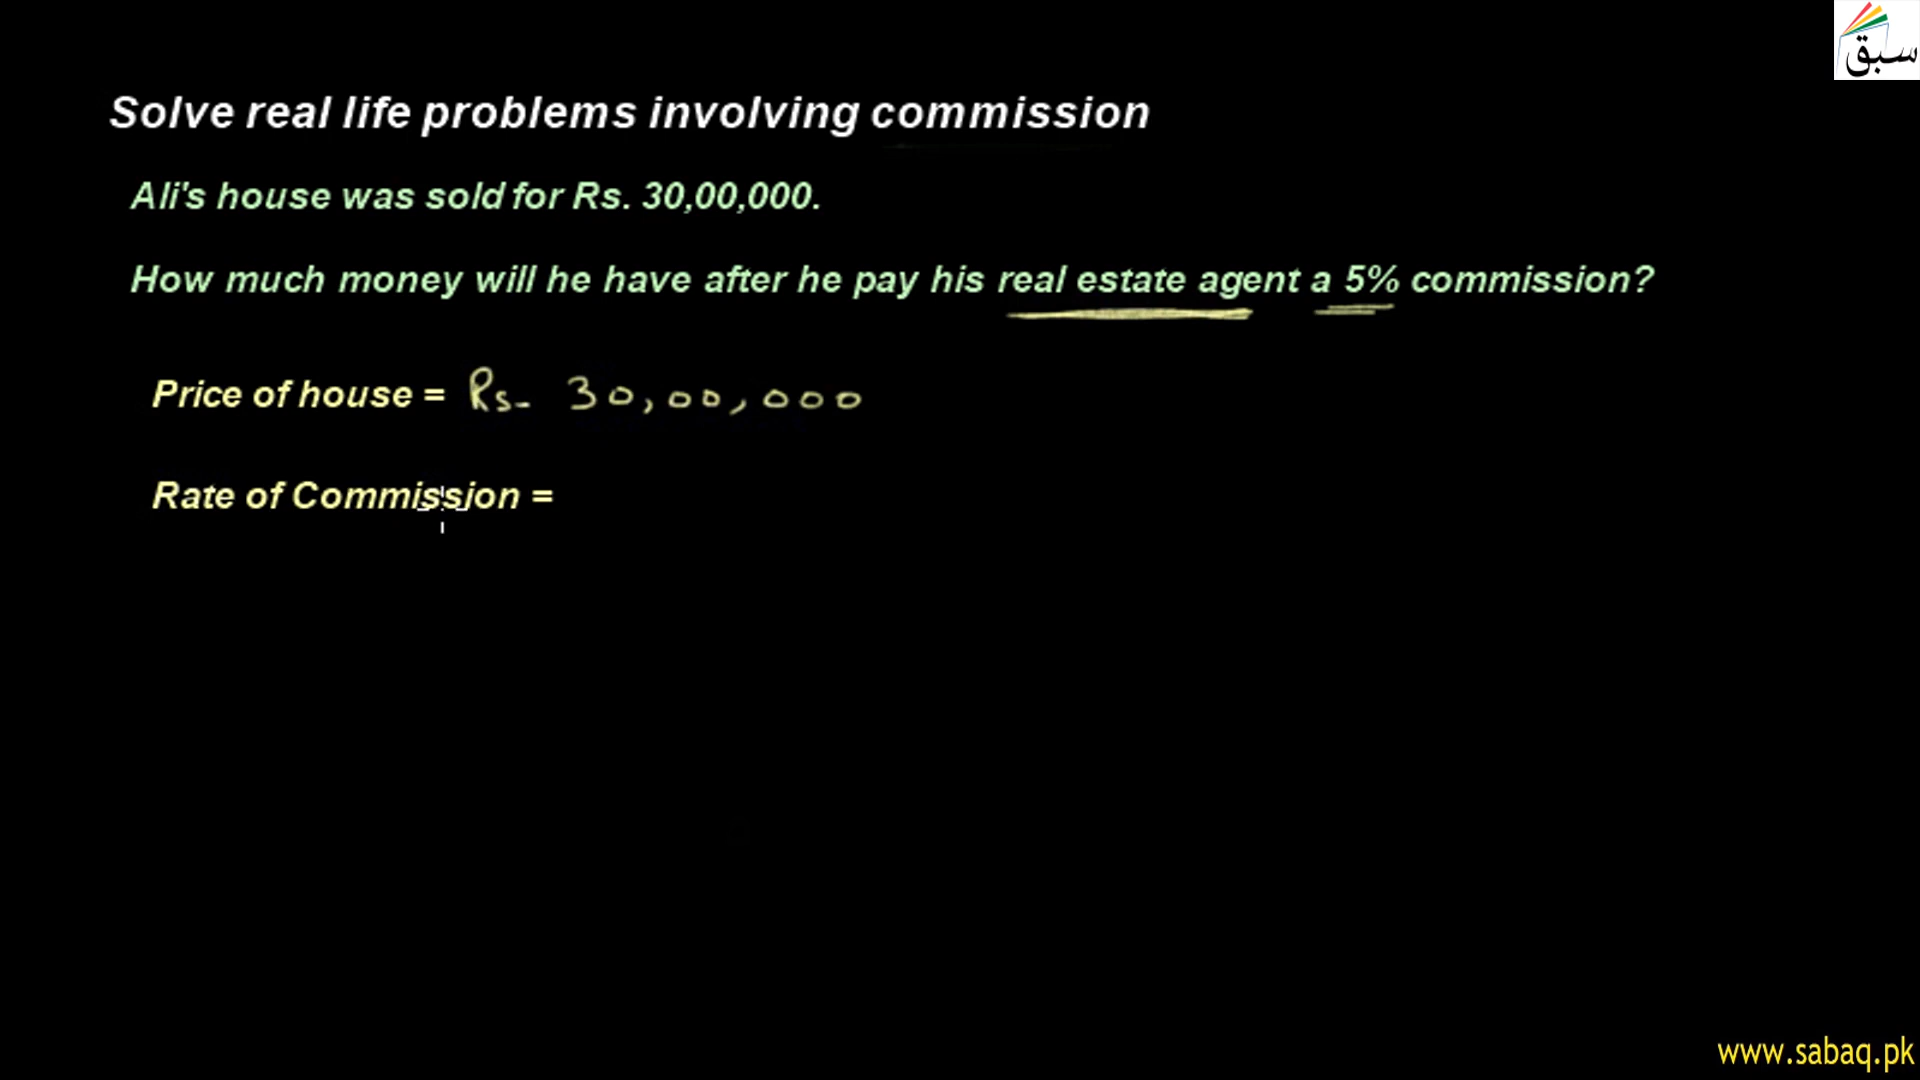 سبق
Solve real life problems involving commission
Ali's house was sold for Rs. 30,00,000.
How much money will he have after he pay his real estate agent a 5% commission?
Price of house = Rs- 30,00,000
Rate of Commission =
www.sabaq.pk